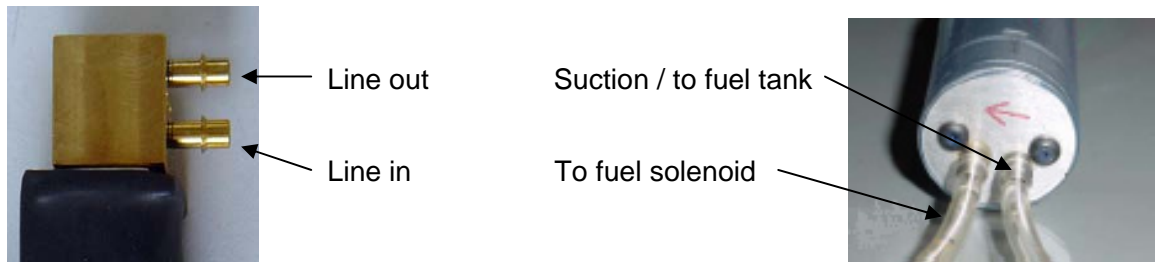 Line out
Suction / to fuel tank
Line in
To fuel solenoid